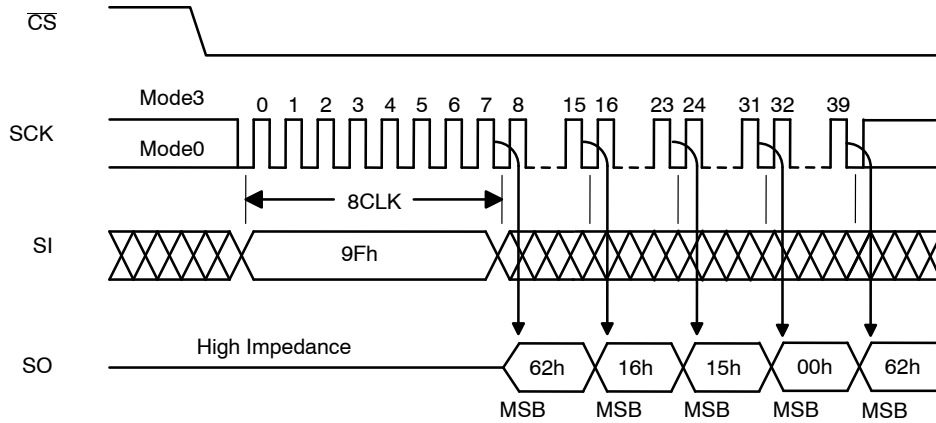 CS
Mode3
0 1 2 3 4 5 6 7 8 15 16 23 24 31 32 39
SCK
Mode0
8CLK
SI
9Fh
High Impedance
SO
62h 16h 15h 00h 62h
MSB MSB MSB MSB MSB